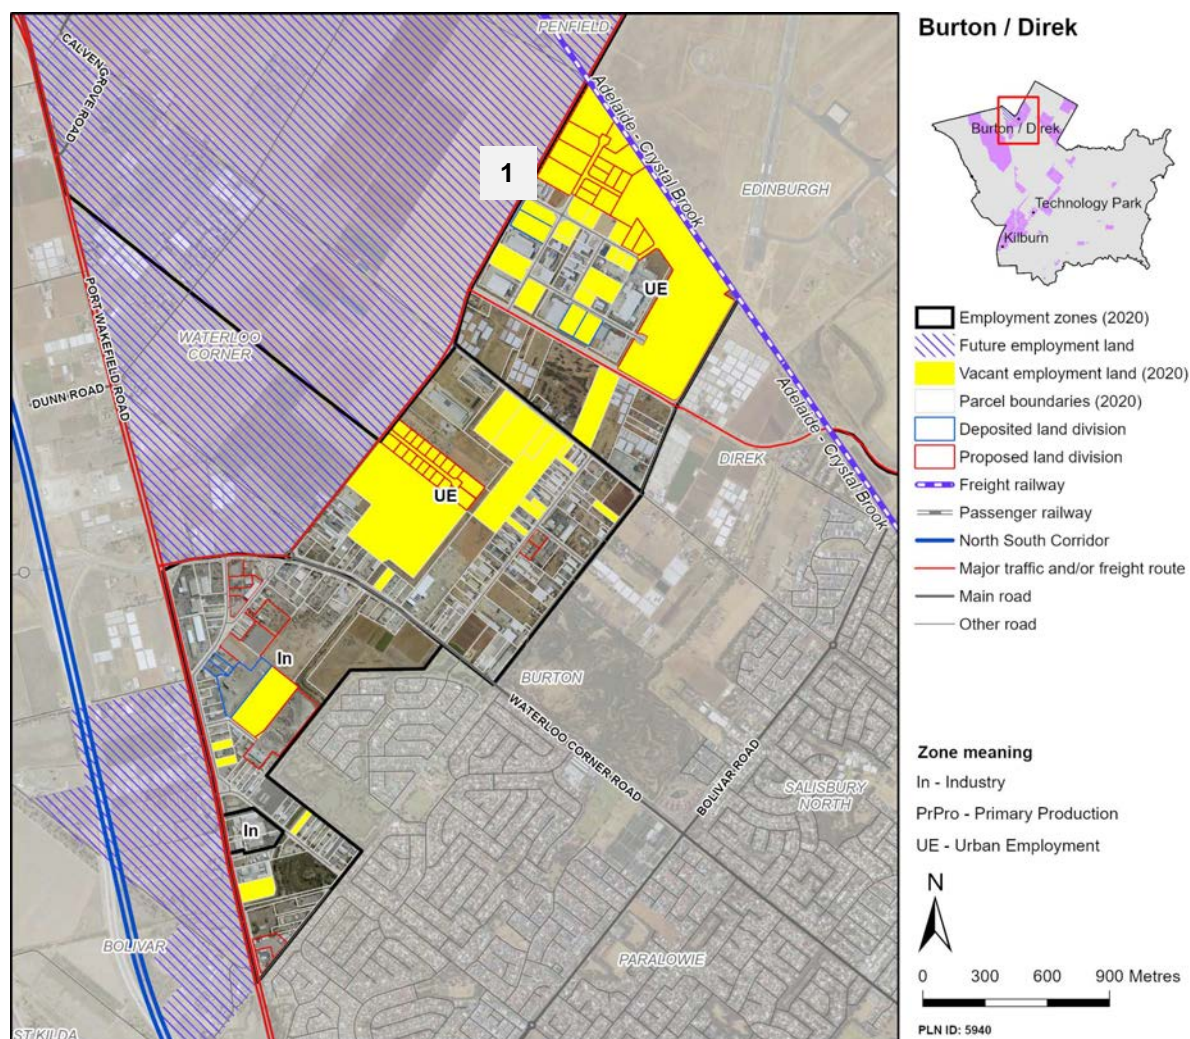 Burton / Direk
PENFIELD
CALVENGROVE ROAD
Adelaide - Crystal Brook
1
EDINBURGH
UE
PORT WAKEFIELD ROAD
WATERLOO
CORNER
DUNN ROAD
Adelaide - Crystal Brook
DIREK
UE
In
BURTON
WATERLOO CORNER ROAD
BOLIVAR ROAD
SALISBURY
NORTH
In
BOLIVAR
PARALOWIE
ST KILDA
Burton / Direk
Technology Park
Kilburn
Employment zones (2020)
Future employment land
Vacant employment land (2020)
Parcel boundaries (2020)
Deposited land division
Proposed land division
Freight railway
Passenger railway
North South Corridor
Major traffic and/or freight route
Main road
Other road
Zone meaning
In - Industry
PrPro - Primary Production
UE - Urban Employment
N
0 300 600 900 Metres
PLN ID: 5940